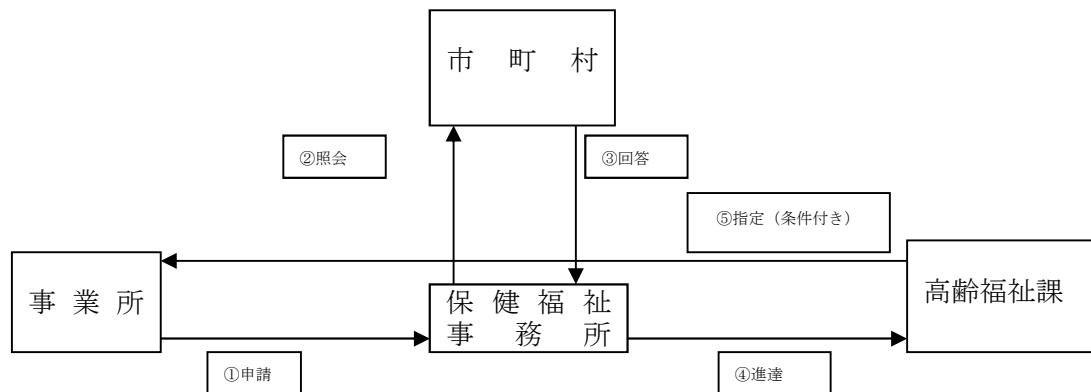 市 町 村
②照会
③回答
⑤指定（条件付き）
事 業 所
保 健 福 祉
事 務 所
高齢福祉課
①申請
④進達